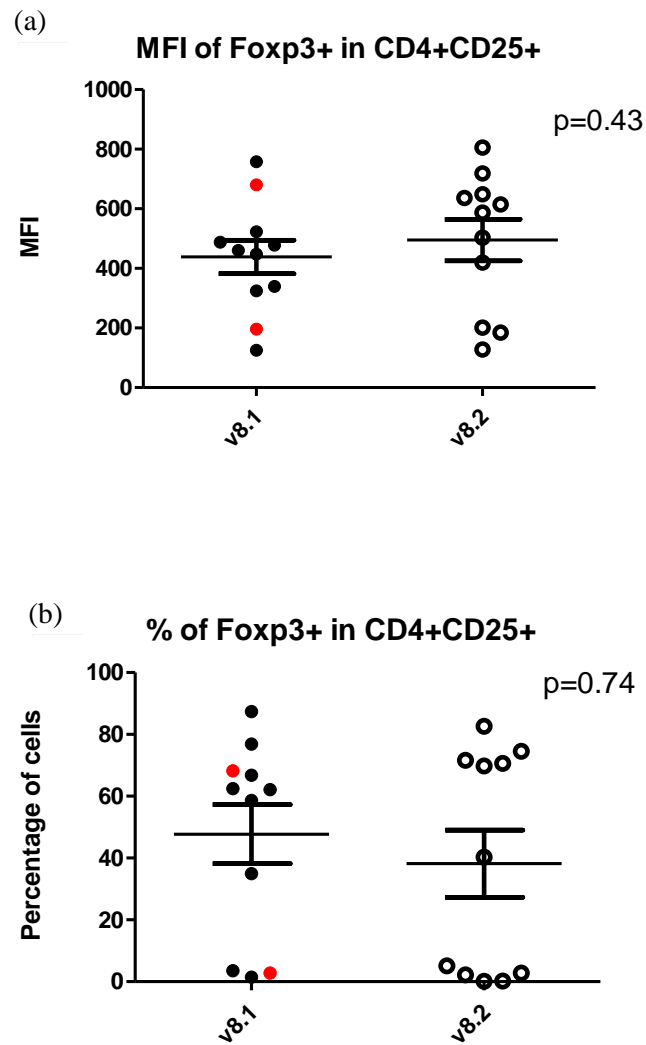 (a)
MFI of Foxp3+ in CD4+CD25+
p=0.43
1000
800
600
400
200
0
MFI
v8.1
v8.2
(b)
% of Foxp3+ in CD4+CD25+
p=0.74
100
80
60
40
20
0
Percentage of cells
v8.1
v8.2